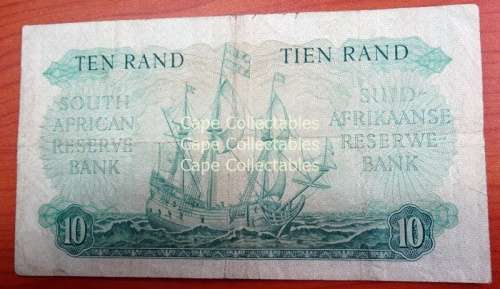 TEN RAND
TIEN RAND
SOUTH
AFRICAN
RESERVE
BANK
SUID-
AFRIKAANSE
RESERWE-
BANK
Cape Collectables
Cape Collectables
Cape Collectables
10
10